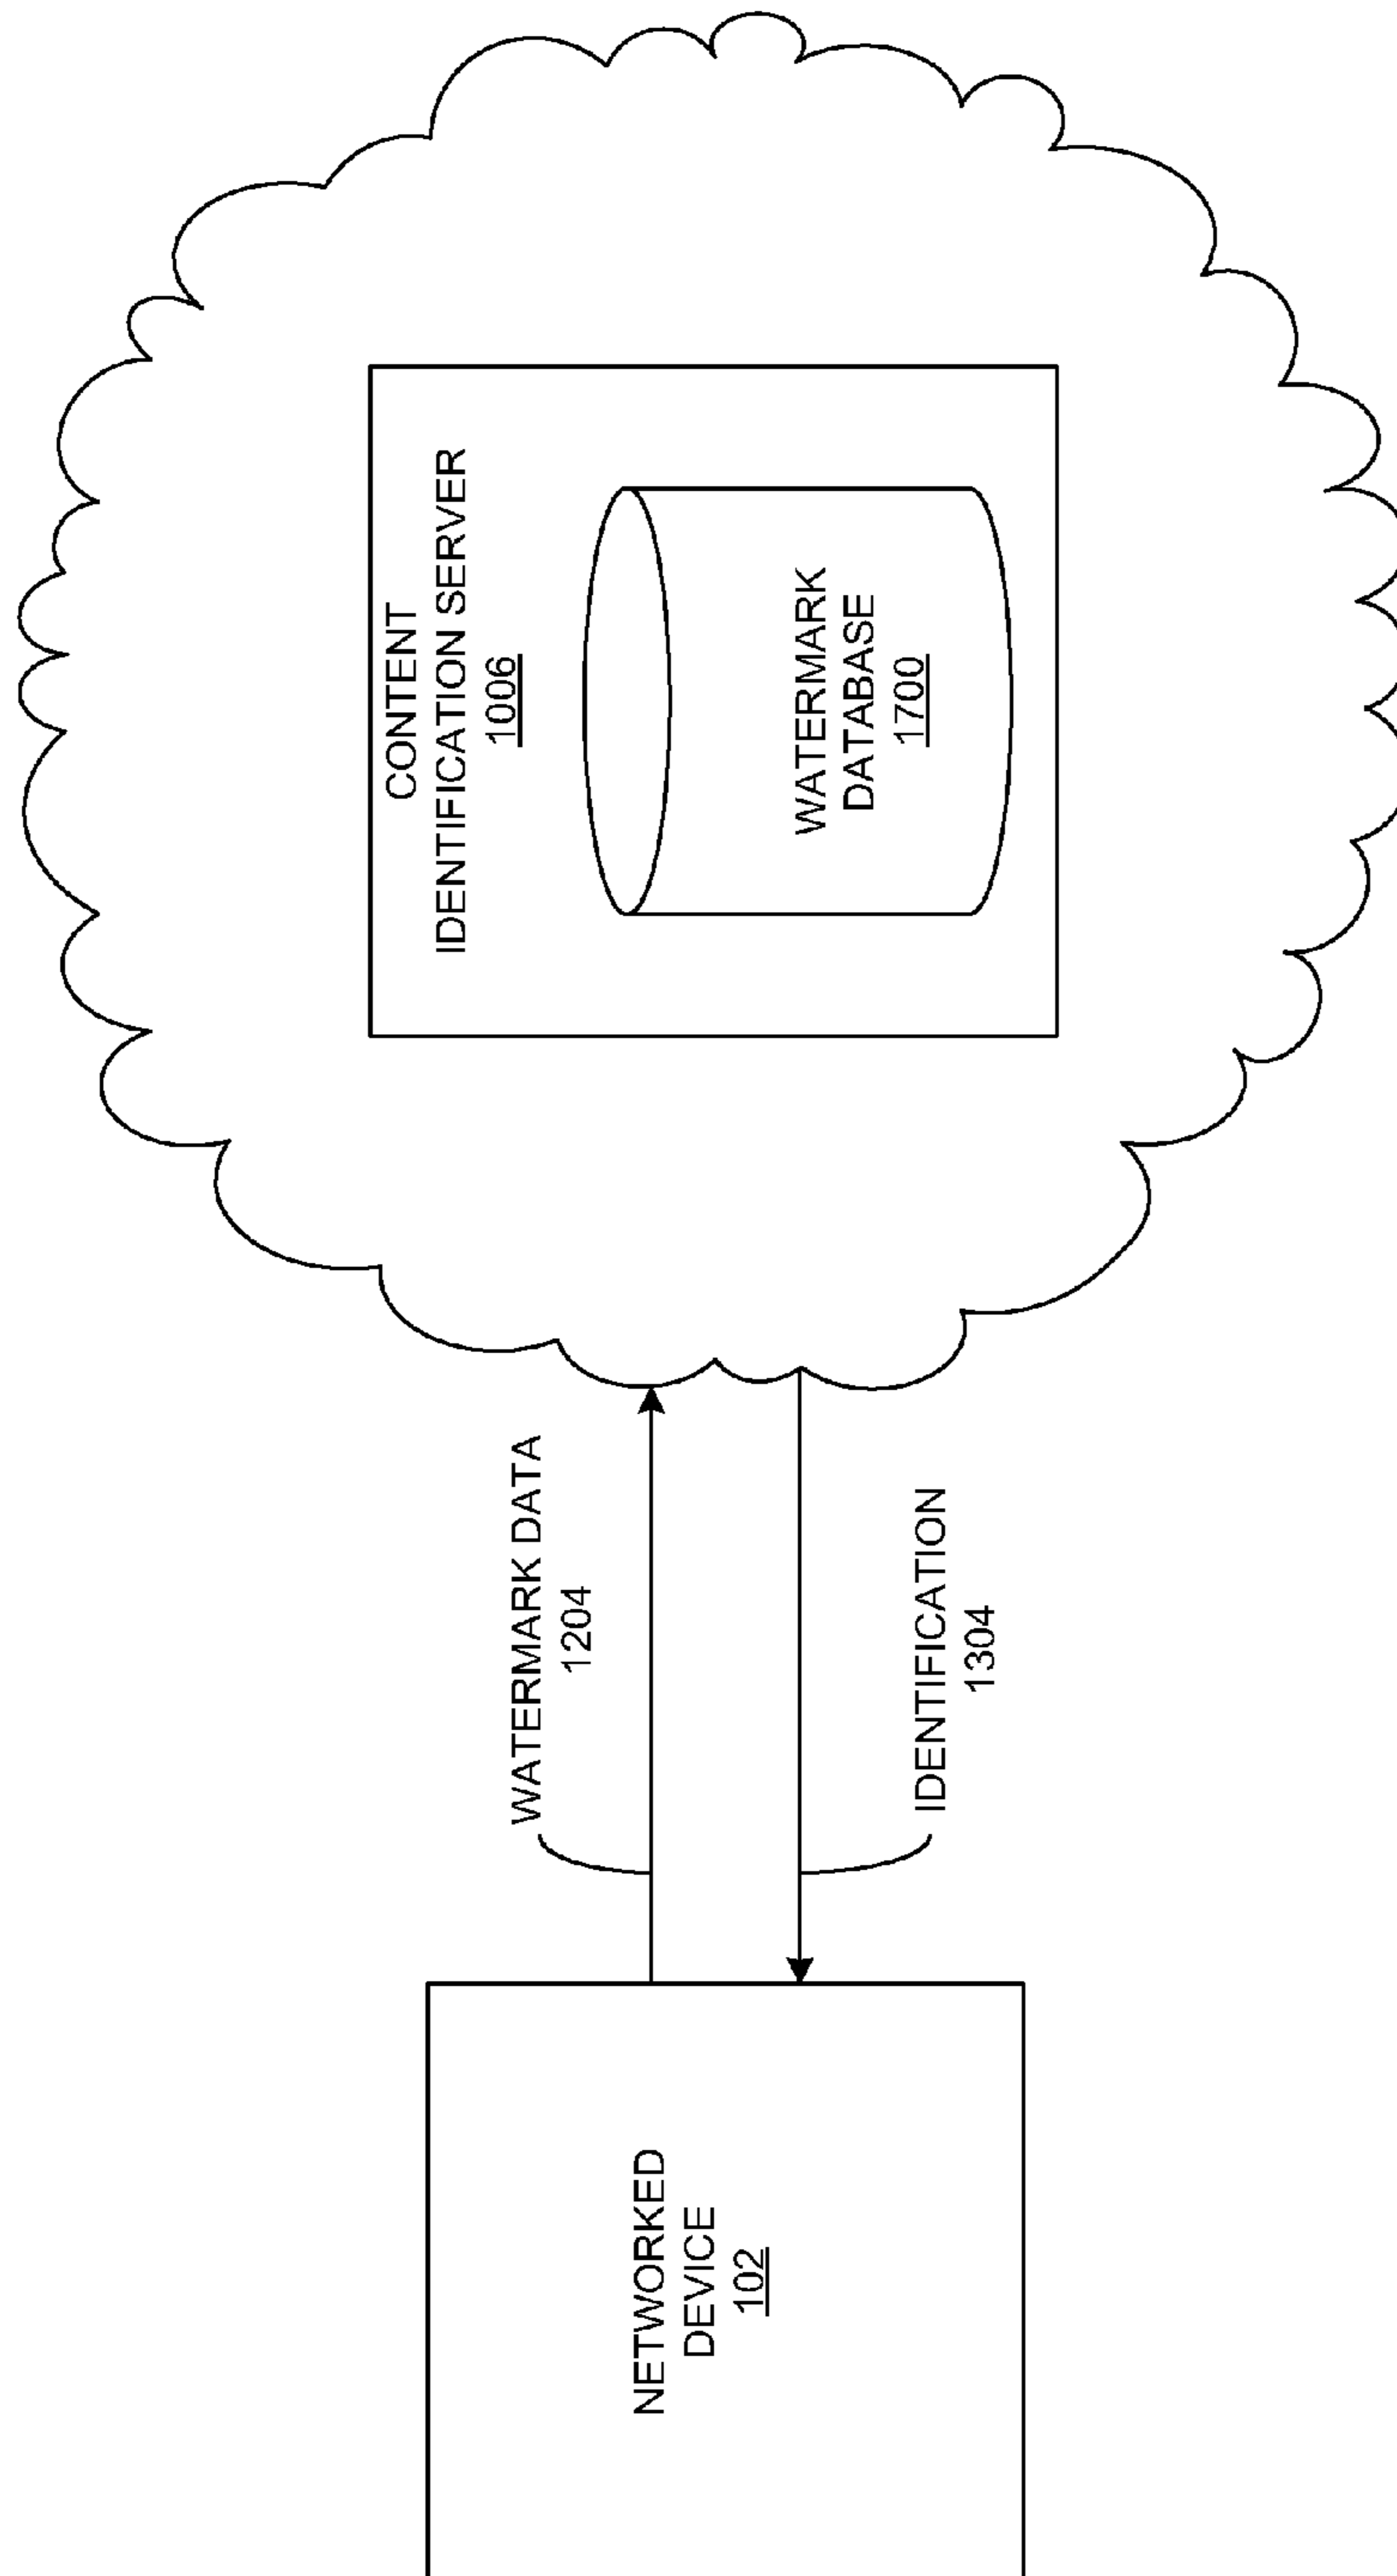 NETWORKED
DEVICE
102
WATERMARK DATA
1204
IDENTIFICATION
1304
CONTENT
IDENTIFICATION SERVER
1006
WATERMARK
DATABASE
1700